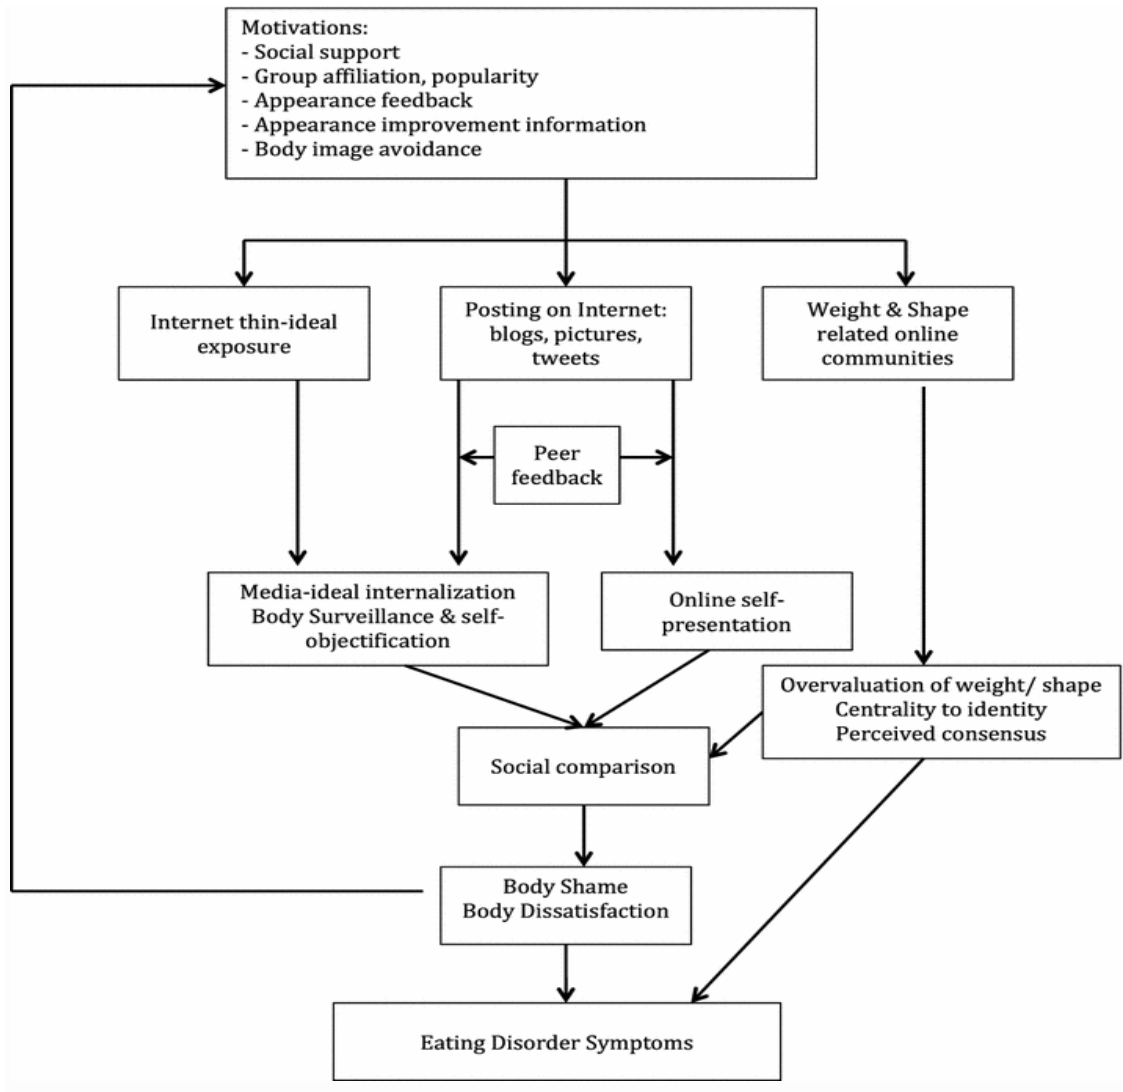 Motivations:
- Social support
- Group affiliation, popularity
- Appearance feedback
- Appearance improvement information
- Body image avoidance
Internet thin-ideal
exposure
Posting on Internet:
blogs, pictures,
tweets
Weight & Shape
related online
communities
Peer
feedback
Media-ideal internalization
Body Surveillance & self-
objectification
Online self-
presentation
Overvaluation of weight/ shape
Centrality to identity
Perceived consensus
Social comparison
Body Shame
Body Dissatisfaction
Eating Disorder Symptoms